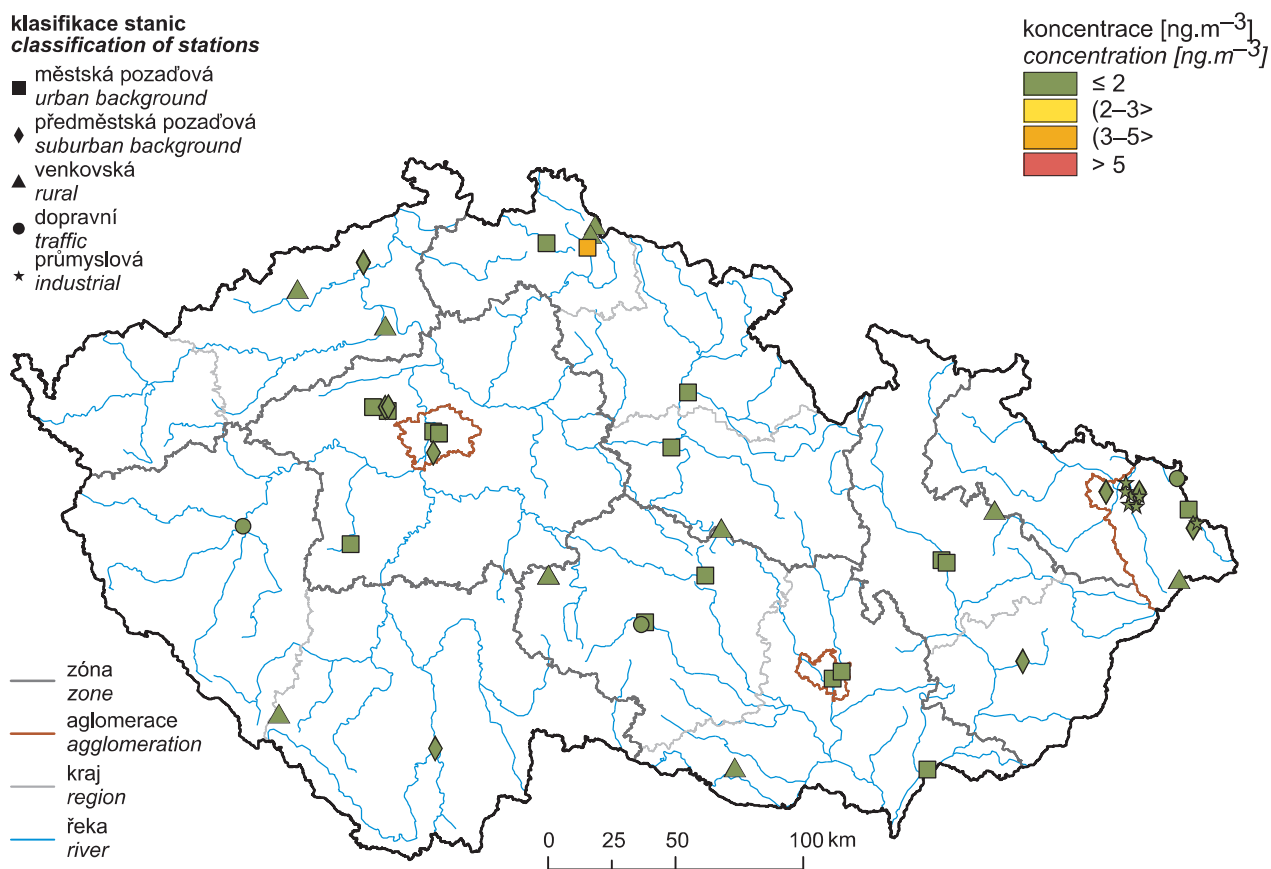 klasifikace stanic
classification of stations
městská pozaďová
urban background
předměstská pozaďová
suburban background
venkovská
rural
dopravní
traffic
průmyslová
industrial
koncentrace [ng.m–3]
concentration [ng.m–3]
≤ 2
(2–3>
(3–5>
> 5
zóna
zone
aglomerace
agglomeration
kraj
region
řeka
river
0 25 50 100 km